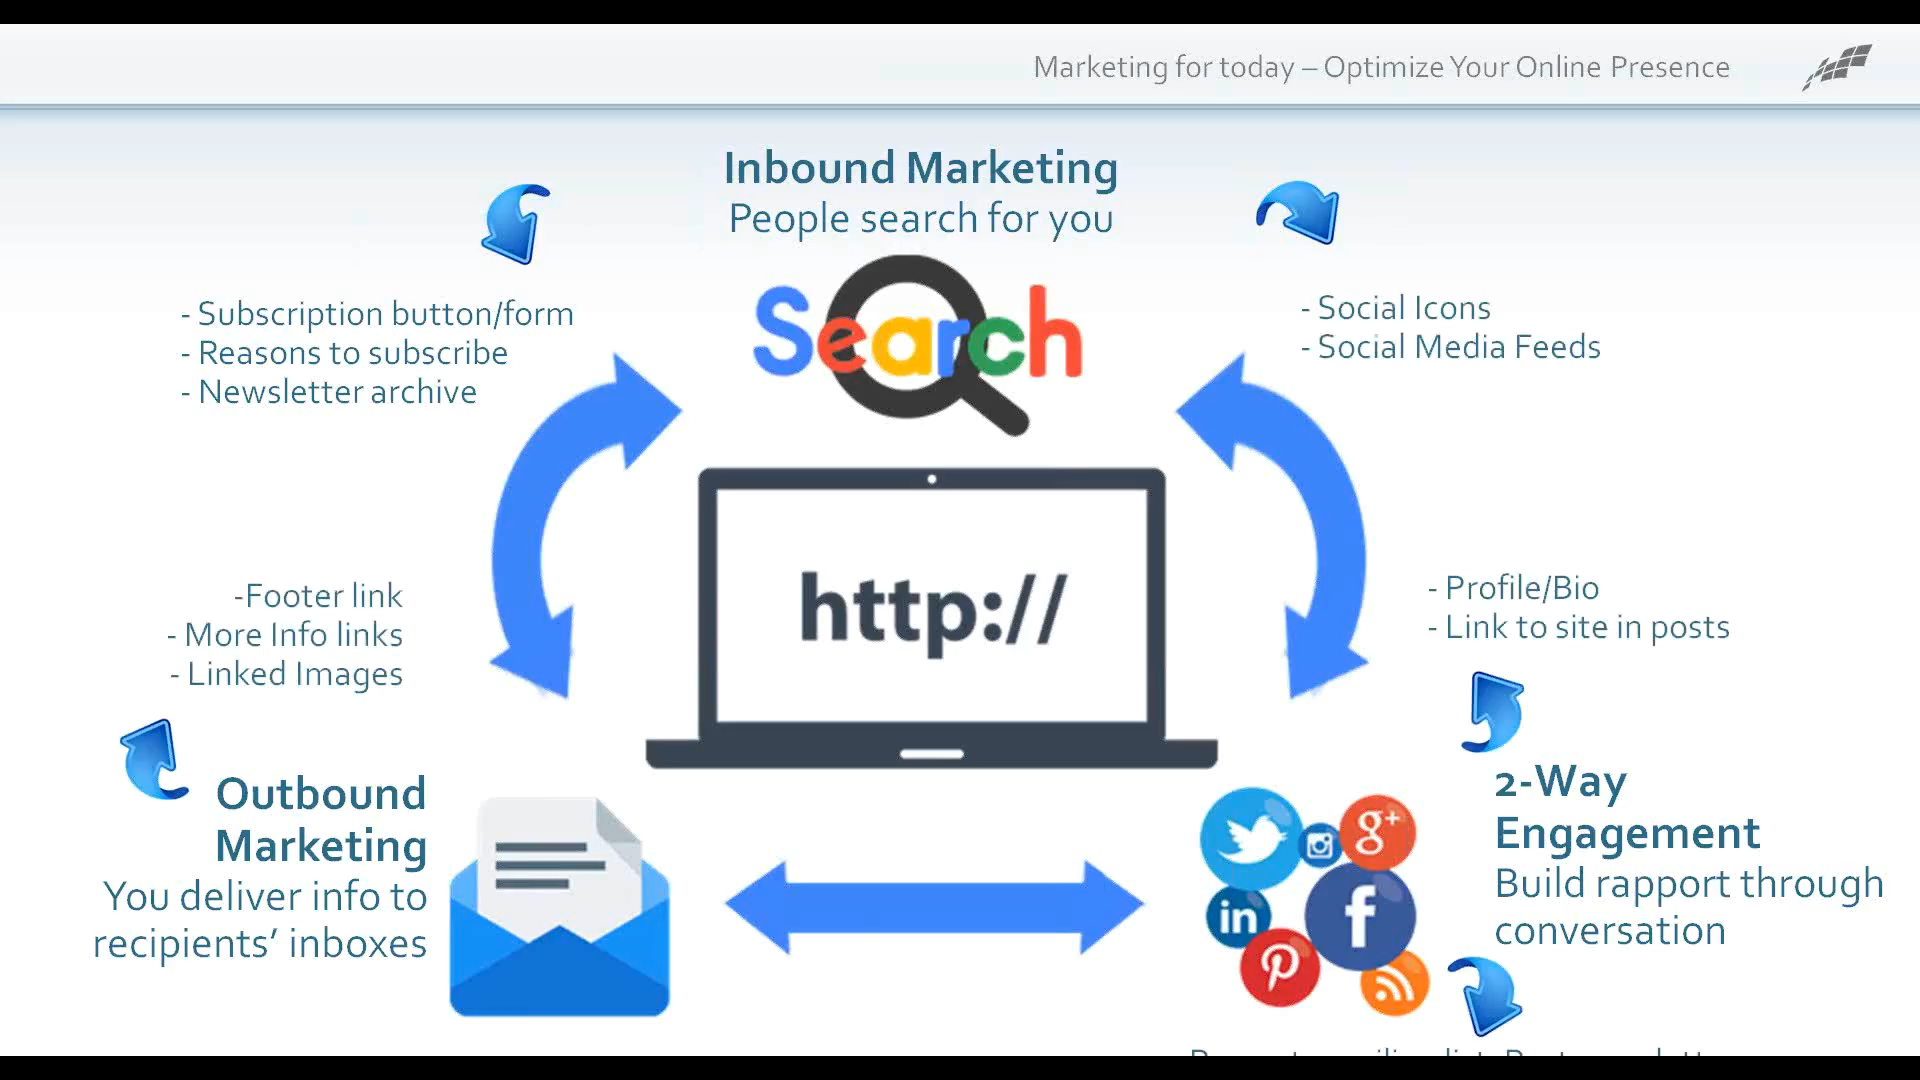 Marketing for today – Optimize Your Online Presence
Inbound Marketing
People search for you
Search
- Subscription button/form
- Reasons to subscribe
- Newsletter archive
- Social Icons
- Social Media Feeds
http://
-Footer link
- More Info links
- Linked Images
- Profile/Bio
- Link to site in posts
Outbound
Marketing
You deliver info to
recipients’ inboxes
2-Way
Engagement
Build rapport through
conversation
g+
in
f